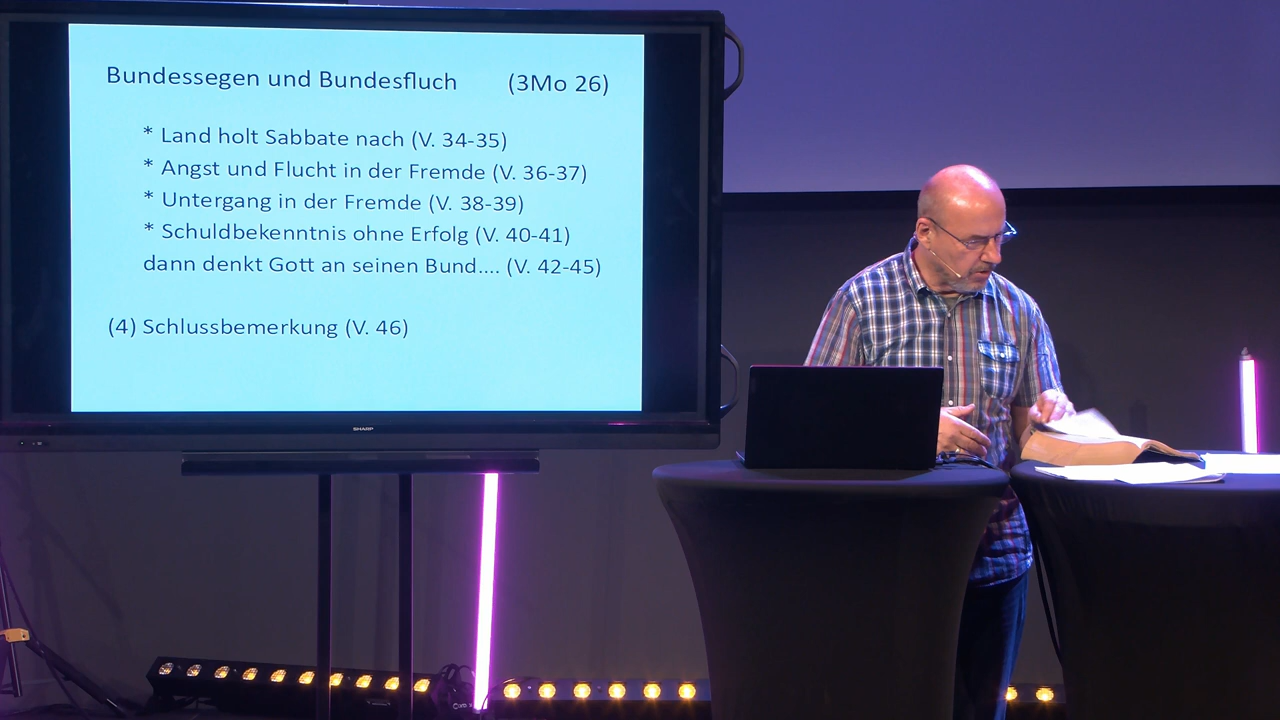 Bundessegen und Bundesfluch (3Mo 26)
* Land holt Sabbate nach (V. 34-35)
* Angst und Flucht in der Fremde (V. 36-37)
* Untergang in der Fremde (V. 38-39)
* Schuldbekenntnis ohne Erfolg (V. 40-41)
dann denkt Gott an seinen Bund.... (V. 42-45)
(4) Schlussbemerkung (V. 46)
SHARP